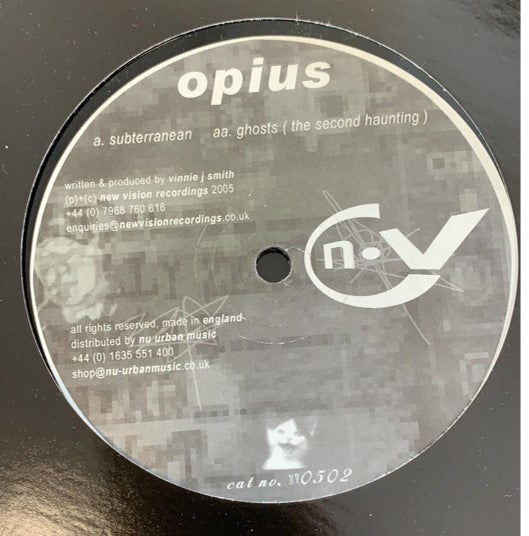 opius
a. subterranean aa. ghosts ( the second haunting )
written & produced by vinnie j smith
(p)+(c) new vision recordings 2005
+44 (0) 7968 760 616
enquiries@newvisionrecordings.co.uk
n.v
all rights reserved, made in england
distributed by nu urban music
+44 (0) 1635 551 400
shop@nu-urbanmusic.co.uk
cat no. NV0502